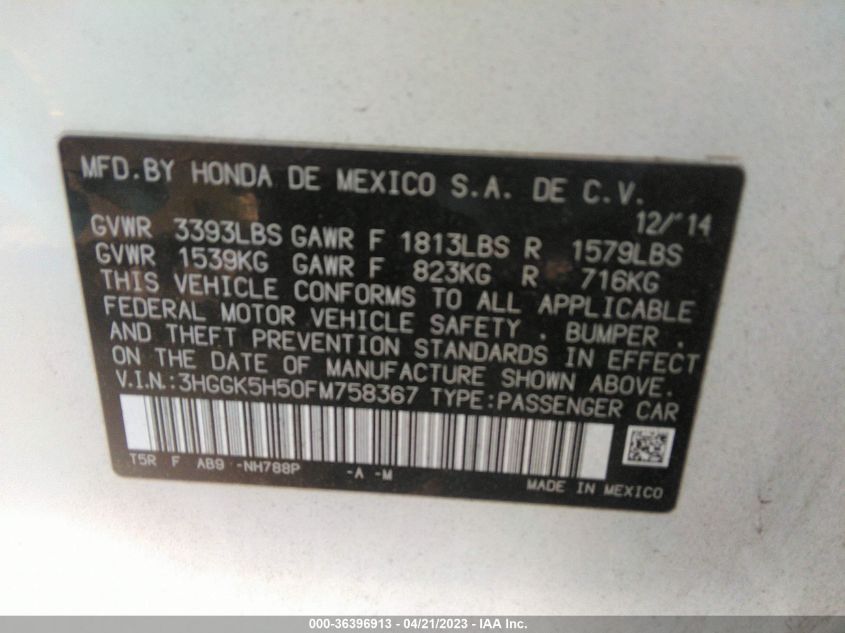 MFD.BY HONDA DE MEXICO S.A. DE C.V.
12/'14
GVWR 3393LBS GAWR F 1813LBS R 1579LBS
GVWR 1539KG GAWR F 823KG R 716KG
THIS VEHICLE CONFORMS TO ALL APPLICABLE
FEDERAL MOTOR VEHICLE SAFETY , BUMPER ,
AND THEFT PREVENTION STANDARDS IN EFFECT
ON THE DATE OF MANUFACTURE SHOWN ABOVE.
V.I.N.:3HGGK5H50FM758367 TYPE:PASSENGER CAR
T5R F AB9 -NH788P -A -M
MADE IN MEXICO
000-36396913 - 04/21/2023 - IAA Inc.